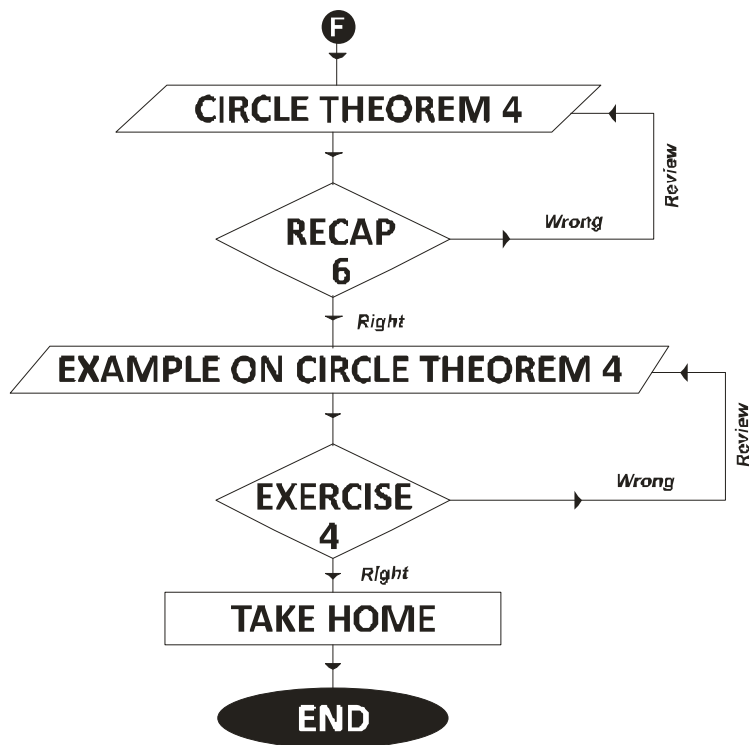 F
CIRCLE THEOREM 4
Review
RECAP
6
Wrong
Right
EXAMPLE ON CIRCLE THEOREM 4
Review
EXERCISE
4
Wrong
Right
TAKE HOME
END